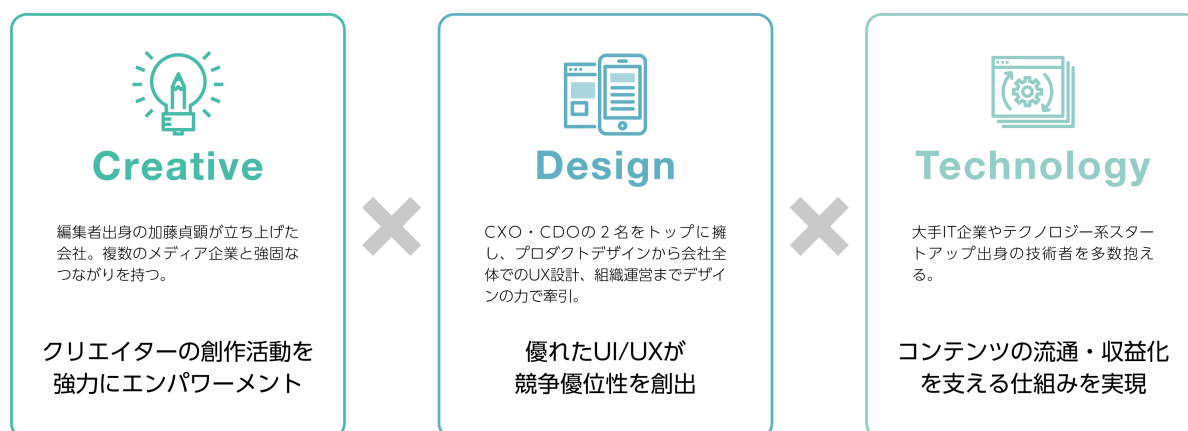 Creative
編集者出身の加藤貞顕が立ち上げた
会社。複数のメディア企業と強固な
つながりを持つ。
クリエイターの創作活動を
強力にエンパワーメント
Design
CXO・CDOの2名をトップに擁
し、プロダクトデザインから会社全
体でのUX設計、組織運営までデザイ
ンの力で牽引。
優れたUI/UXが
競争優位性を創出
Technology
大手IT企業やテクノロジー系スター
トアップ出身の技術者を多数抱え
る。
コンテンツの流通・収益化
を支える仕組みを実現